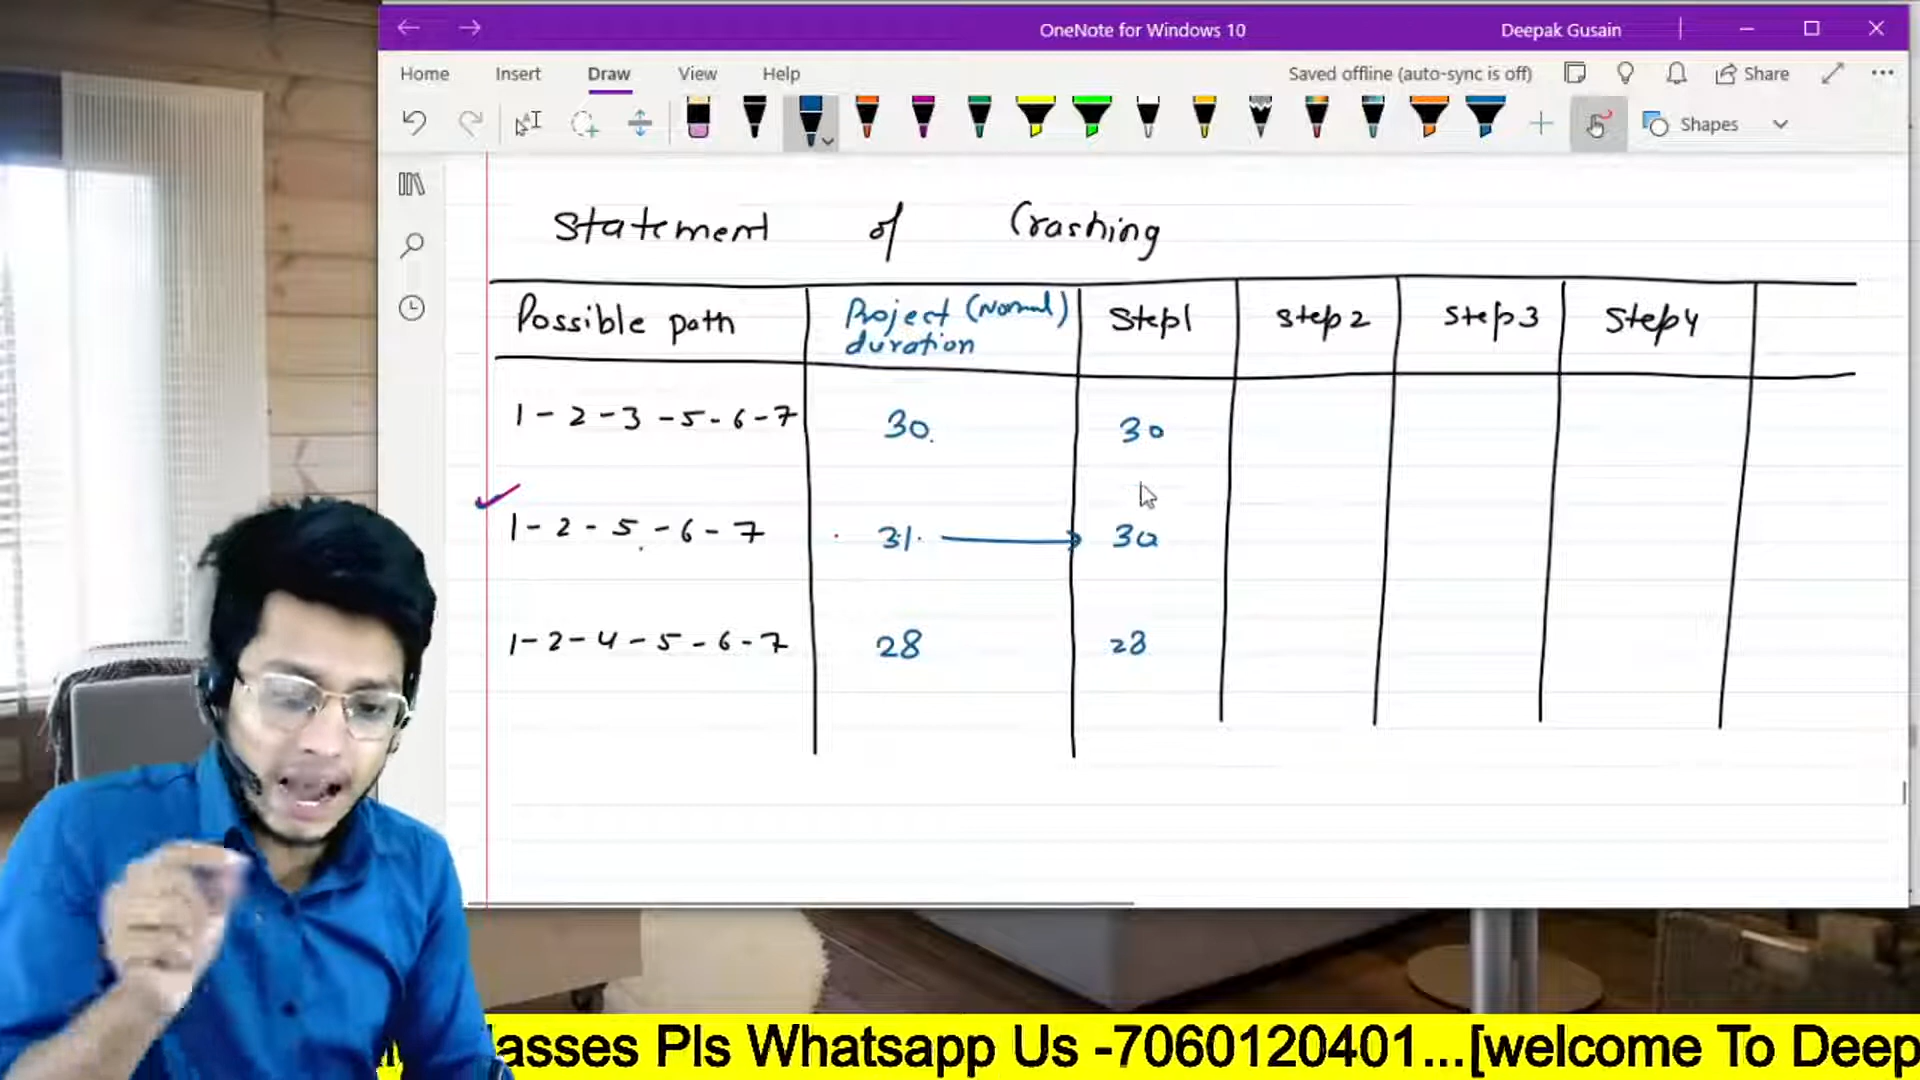 OneNote for Windows 10
Deepak Gusain
Home Insert Draw View Help
Saved offline (auto-sync is off)
Share
Shapes
Statement of Crashing
Possible path
Project (Normal)
duration
Step1
Step2
Step3
Step4
1-2-3-5-6-7 30 30
1-2-5-6-7 31 30
1-2-4-5-6-7 28 28
asses Pls Whatsapp Us -7060120401...[welcome To Deep